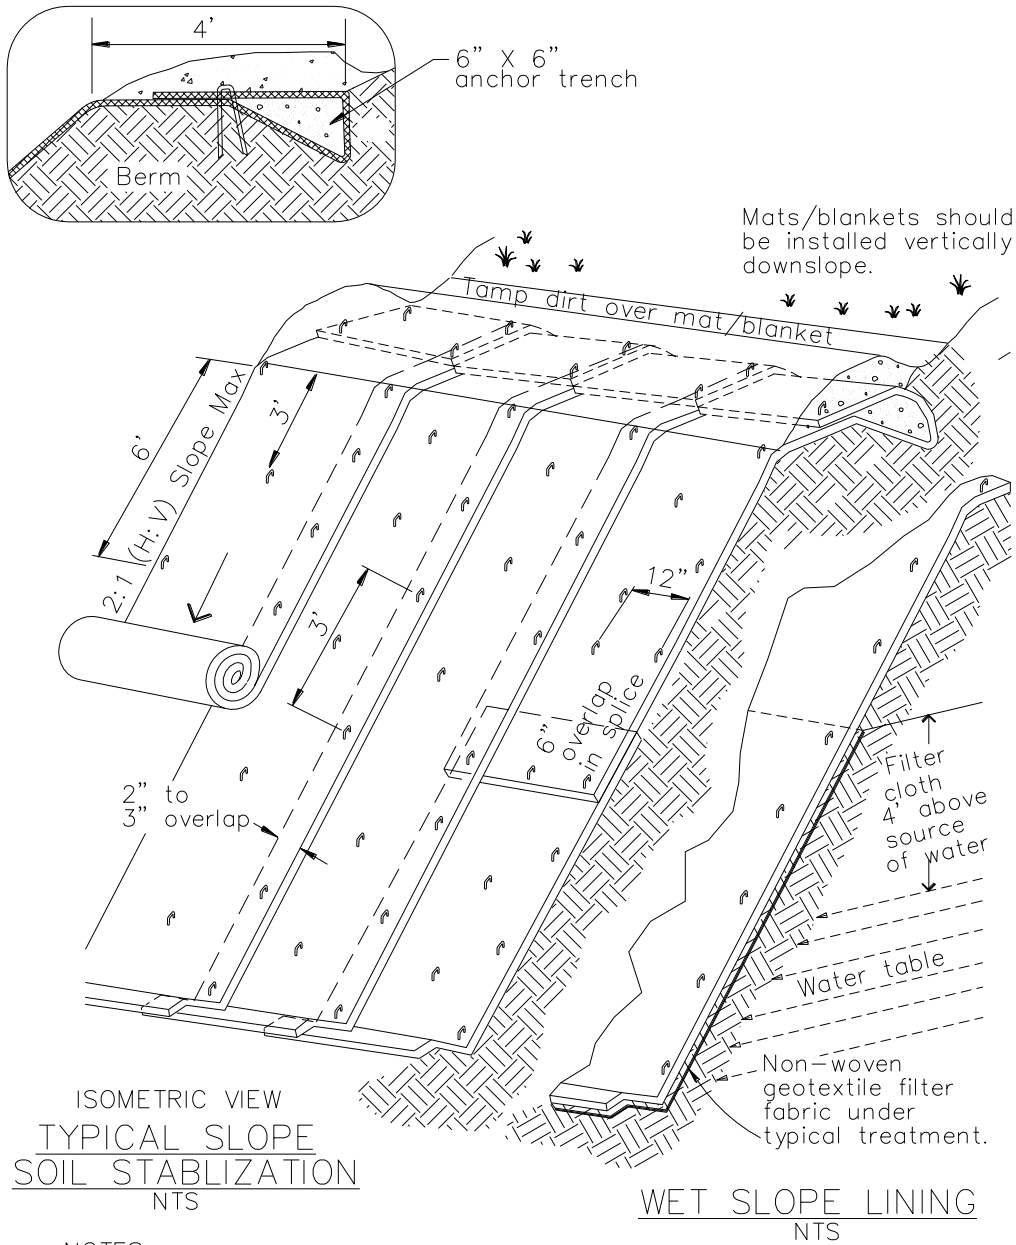 4'
6" X 6"
anchor trench
Berm
Mats/blankets should
be installed vertically
downslope.
Tamp dirt over mat/blanket
6'
2:1 (H:V) Slope Max
3'
12"
3'
6"
overlap
in splice
2" to
3" overlap
Filter
cloth
4' above
source
of water
Water table
Non-woven
geotextile filter
fabric under
typical treatment.
ISOMETRIC VIEW
TYPICAL SLOPE
SOIL STABLIZATION
NTS
WET SLOPE LINING
NTS